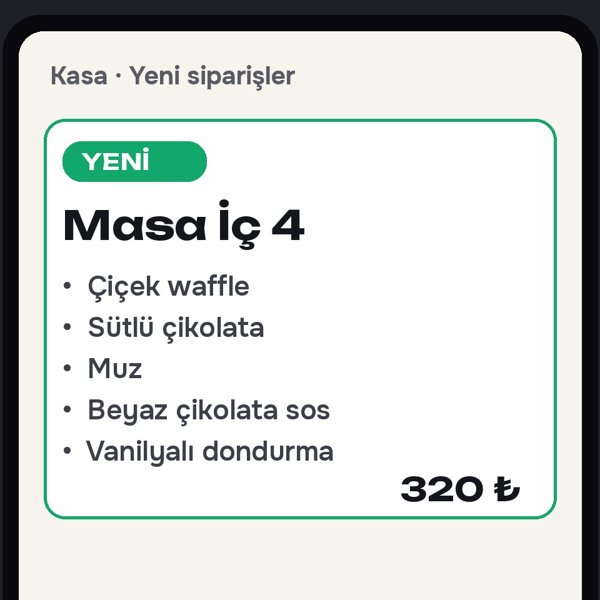 Kasa · Yeni siparişler
YENİ
Masa İç 4
• Çiçek waffle
• Sütlü çikolata
• Muz
• Beyaz çikolata sos
• Vanilyalı dondurma
320 ₺